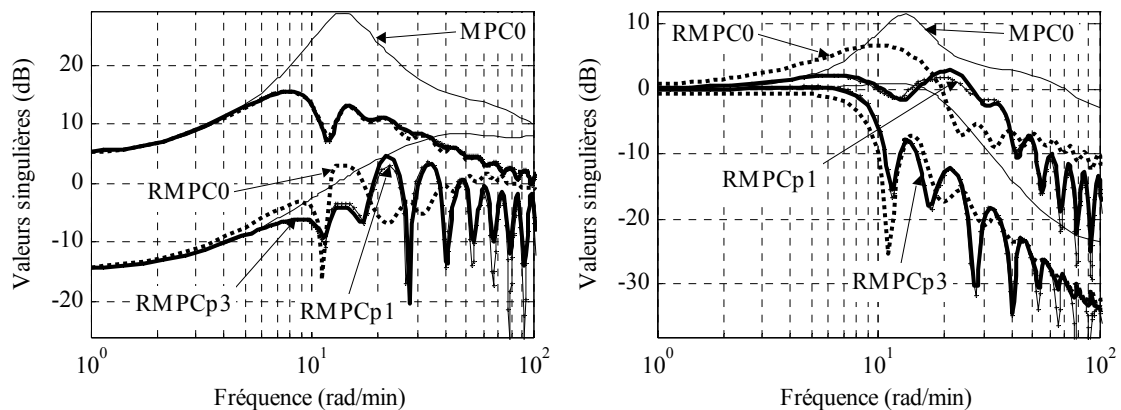 Valeurs singulières (dB)
20
10
0
-10
-20
MPC0
RMPC0
RMPCp3
RMPCp1
10^0
10^1
10^2
Fréquence (rad/min)
Valeurs singulières (dB)
10
0
-10
-20
-30
RMPC0
MPC0
RMPCp1
RMPCp3
10^0
10^1
10^2
Fréquence (rad/min)